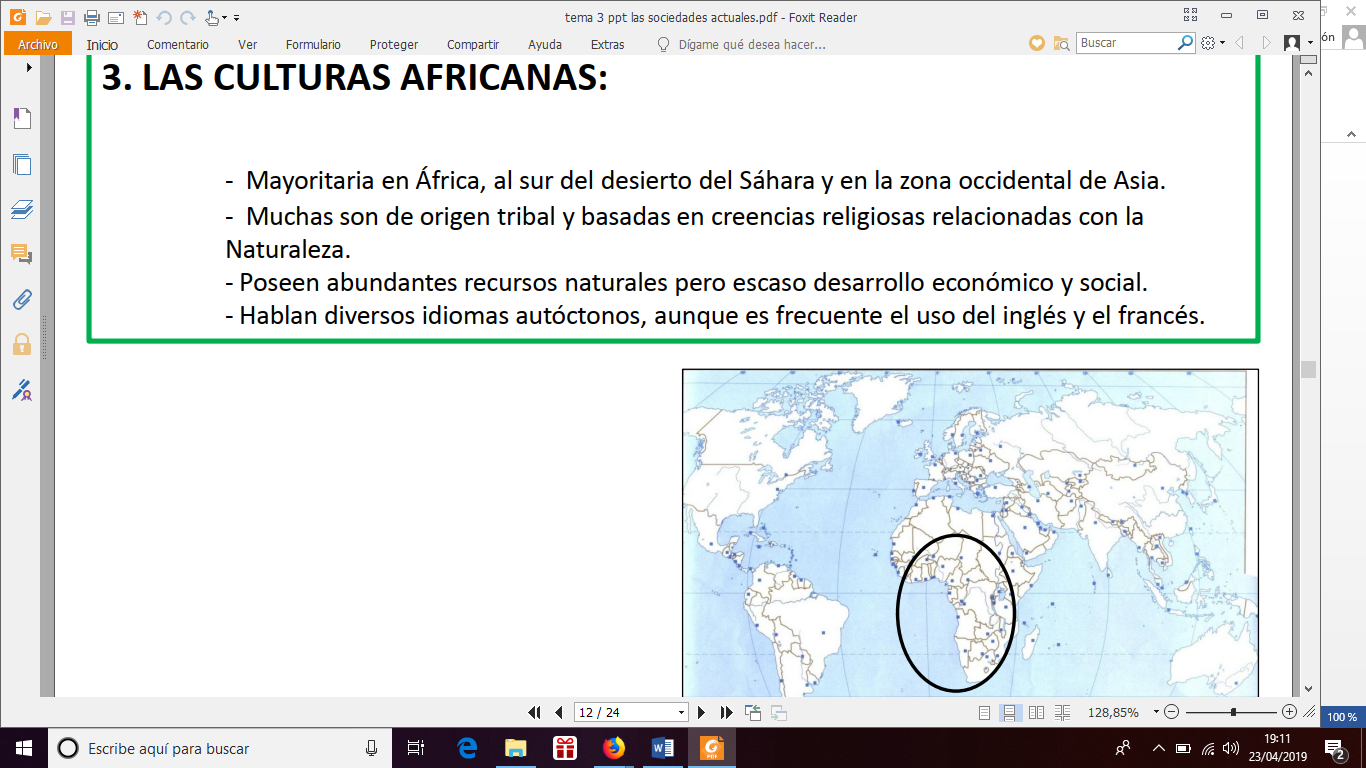 tema 3 ppt las sociedades actuales.pdf - Foxit Reader
Archivo Inicio Comentario Ver Formulario Proteger Compartir Ayuda Extras Dígame qué desea hacer... Buscar
ón
3. LAS CULTURAS AFRICANAS:
- Mayoritaria en África, al sur del desierto del Sáhara y en la zona occidental de Asia.
- Muchas son de origen tribal y basadas en creencias religiosas relacionadas con la
Naturaleza.
- Poseen abundantes recursos naturales pero escaso desarrollo económico y social.
- Hablan diversos idiomas autóctonos, aunque es frecuente el uso del inglés y el francés.
12 / 24
128,85%
100 %
Escribe aquí para buscar
PDF
19:11
23/04/2019
2